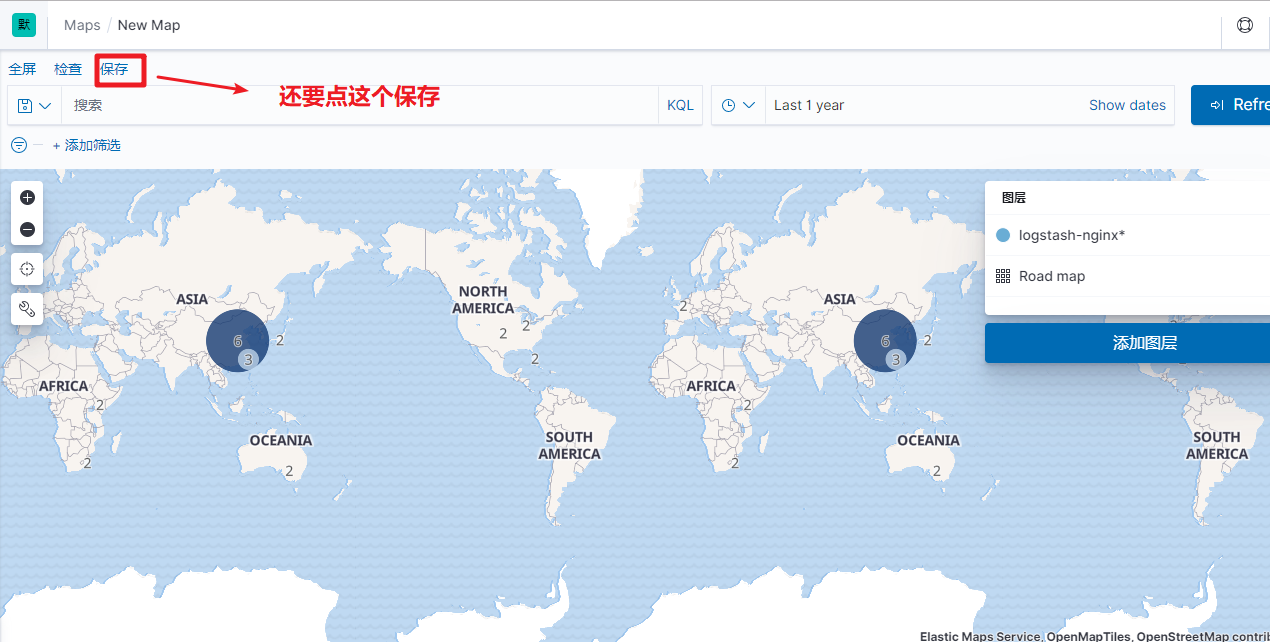 默 Maps / New Map
全屏 检查 保存
还要点这个保存
搜索 KQL Last 1 year Show dates Refre
+ 添加筛选
图层
logstash-nginx*
Road map
添加图层
ASIA NORTH AMERICA ASIA
2
2 2
6 2 6 2
3 2 3
AFRICA AFRICA
2 2
OCEANIA SOUTH AMERICA OCEANIA SOUTH AMERICA
2 2 2 2
Elastic Maps Service, OpenMapTiles, OpenStreetMap contrib